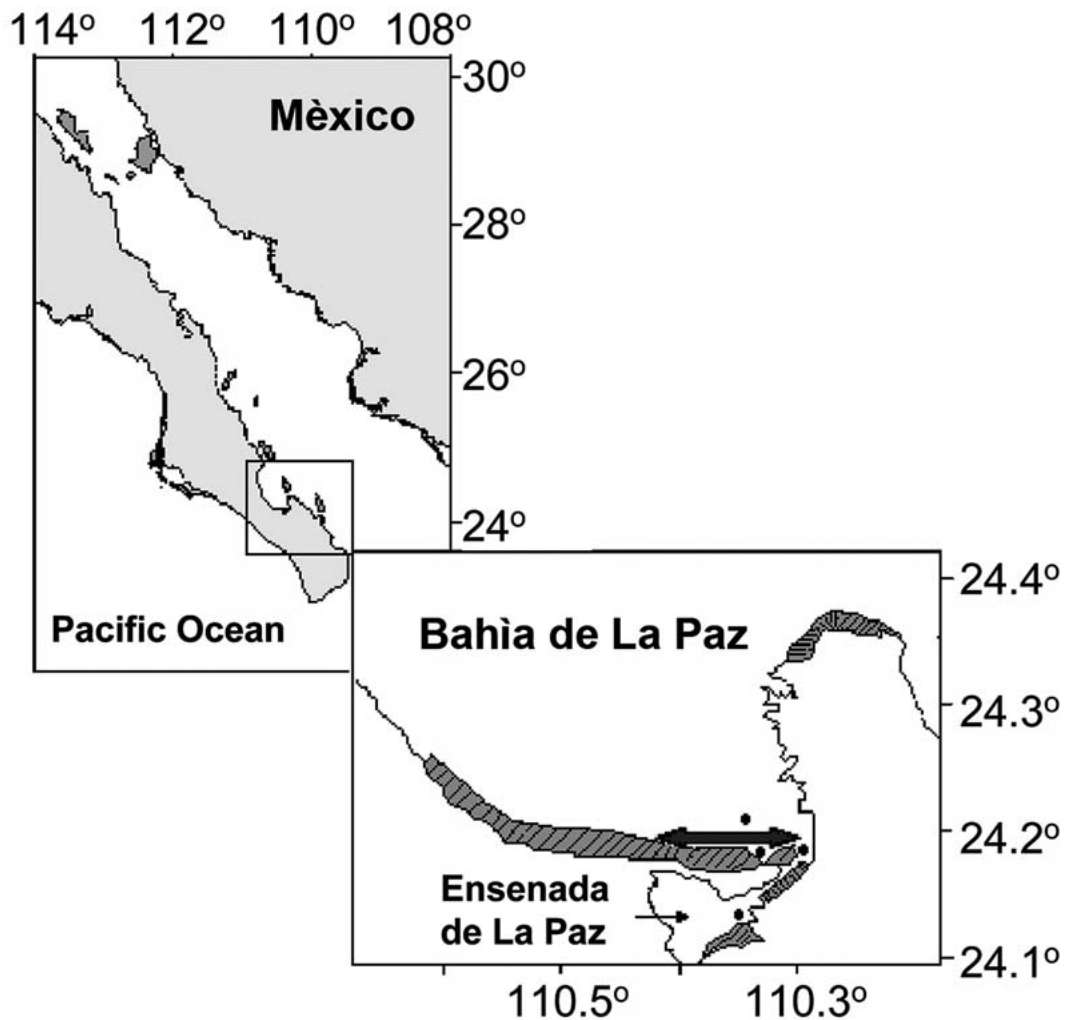 114º 112º 110º 108º
30º
Mèxico
28º
26º
24º
Pacific Ocean
24.4º
Bahìa de La Paz
24.3º
24.2º
Ensenada
de La Paz
24.1º
110.5º 110.3º